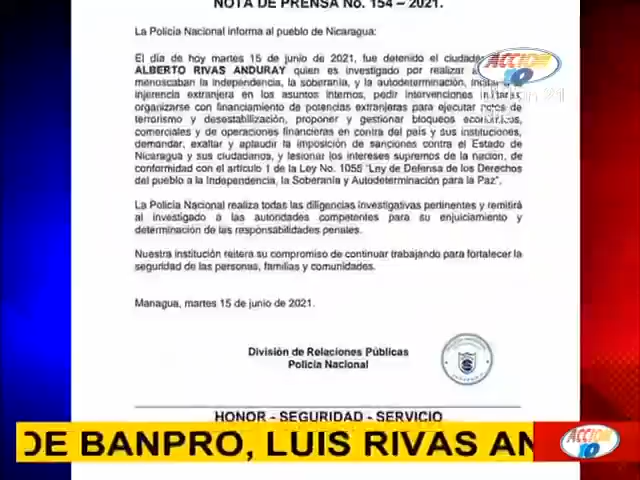 NOTA DE PRENSA No. 154 – 2021.
La Policía Nacional informa al pueblo de Nicaragua:
El día de hoy martes 15 de junio de 2021, fue detenido el
ALBERTO RIVAS ANDURAY quien es investigado por realizar
menoscaban la independencia, la soberanía, y la autodeterminación,
injerencia extranjera en los asuntos internos, pedir intervenciones
organizarse con financiamiento de potencias extranjeras para ejecutar de
terrorismo y desestabilización, proponer y gestionar bloqueos económicos,
comerciales y de operaciones financieras en contra del país y sus instituciones,
demandar, exaltar y aplaudir la imposición de sanciones contra el Estado de
Nicaragua y sus ciudadanos, y lesionar los intereses supremos de la nación, de
conformidad con el artículo 1 de la Ley No. 1055 "Ley de Defensa de los Derechos
del pueblo a la Independencia, la Soberanía y Autodeterminación para la Paz".
La Policía Nacional realiza todas las diligencias investigativas pertinentes y remitirá
al investigado a las autoridades competentes para su enjuiciamiento y
determinación de las responsabilidades penales.
Nuestra institución reitera su compromiso de continuar trabajando para fortalecer la
seguridad de las personas, familias y comunidades.
Managua, martes 15 de junio de 2021.
División de Relaciones Públicas
Policía Nacional
HONOR - SEGURIDAD - SERVICIO
ACCION
10
DE BANPRO, LUIS RIVAS AN
ACCION
10